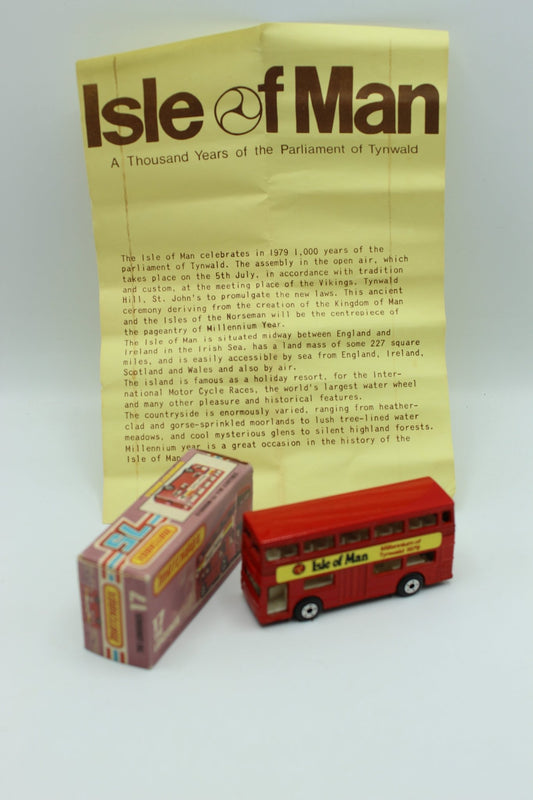 Isle of Man
A Thousand Years of the Parliament of Tynwald
The Isle of Man celebrates in 1979 1,000 years of the
parliament of Tynwald. The assembly in the open air, which
takes place on the 5th July, in accordance with tradition
and custom, at the meeting place of the Vikings, Tynwald
Hill, St. John's to promulgate the new laws. This ancient
ceremony deriving from the creation of the Kingdom of Man
and the Isles of the Norseman will be the centrepiece of
the pageantry of Millennium Year.
The Isle of Man is situated midway between England and
Ireland in the Irish Sea, has a land mass of some 227 square
miles, and is easily accessible by sea from England, Ireland,
Scotland and Wales and also by air.
The island is famous as a holiday resort, for the Inter-
national Motor Cycle Races, the world's largest water wheel
and many other pleasure and historical features.
The countryside is enormously varied, ranging from heather-
clad and gorse-sprinkled moorlands to lush tree-lined water
meadows, and cool mysterious glens to silent highland forests.
Millennium year is a great occasion in the history of the
Isle of Man
Isle of Man
Millennium of
Tynwald 1979
75
MATCHBOX
MATCHBOX
17
17